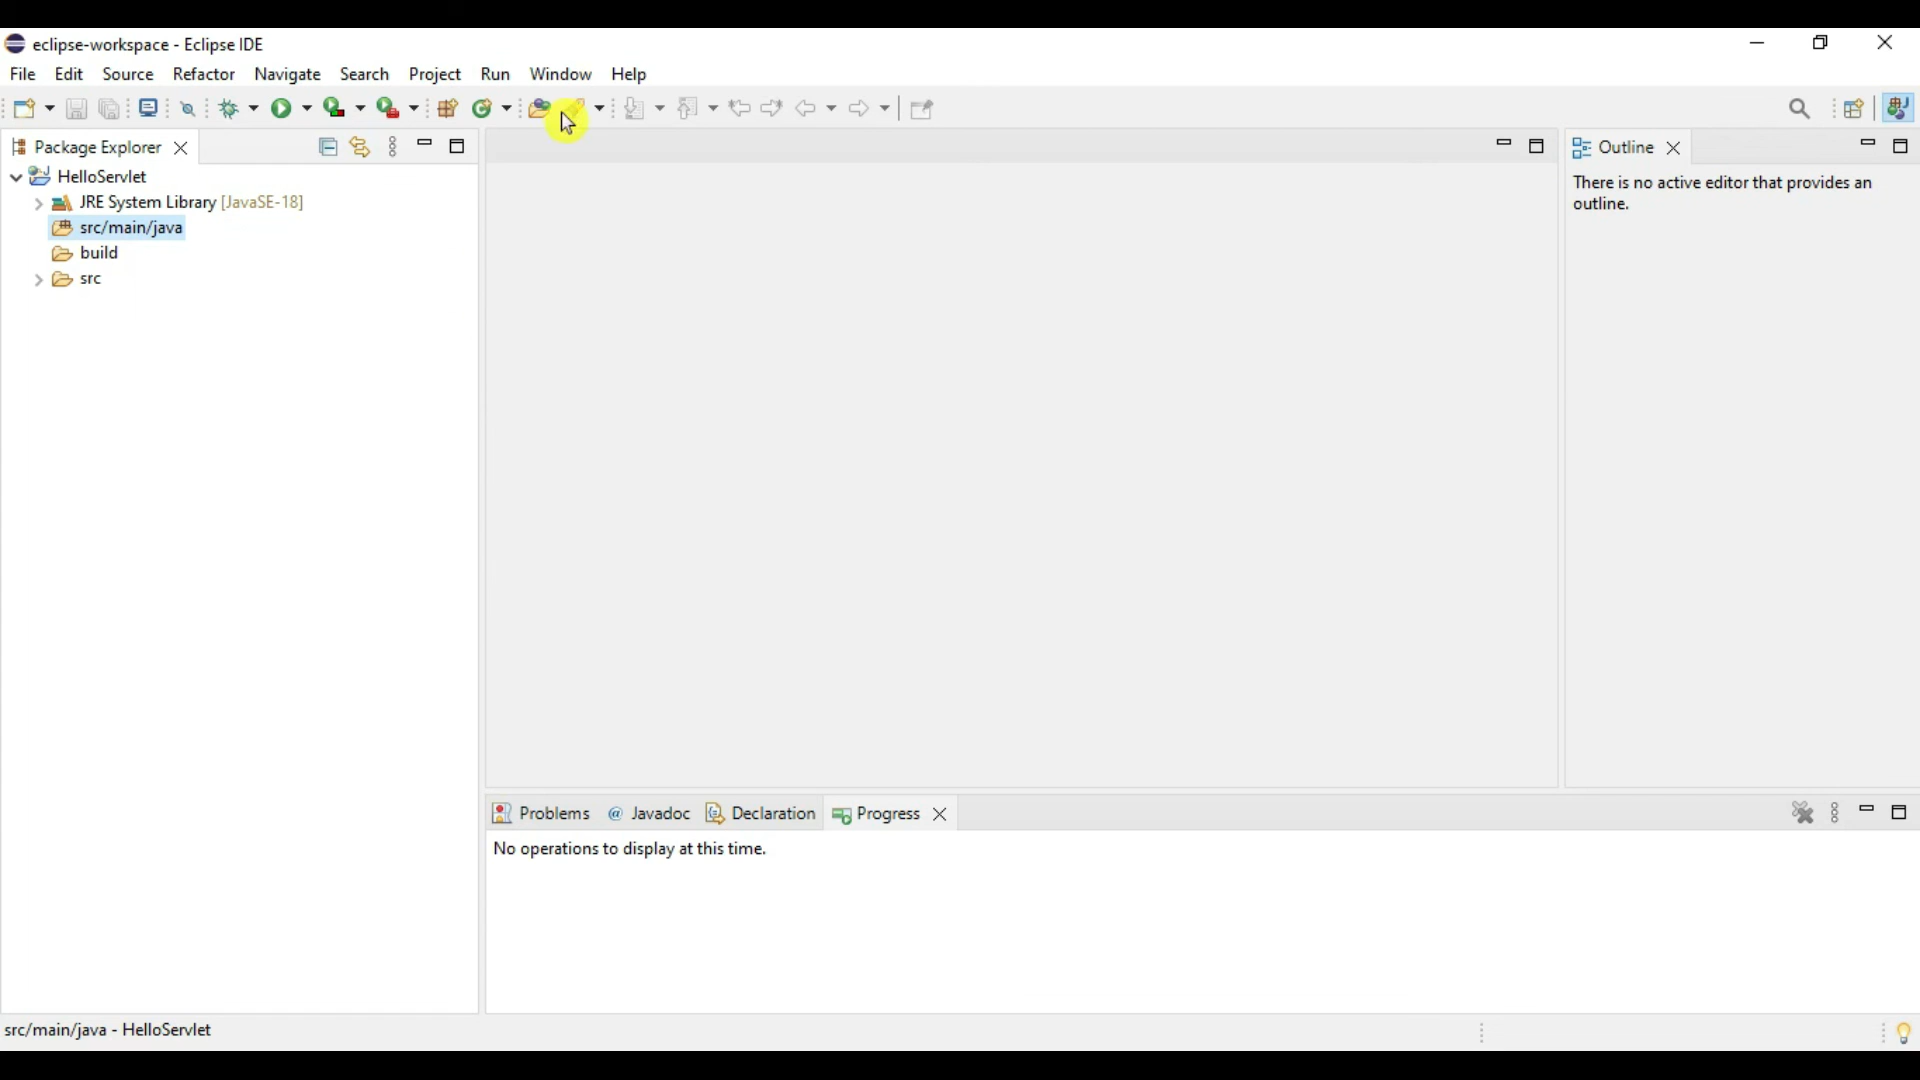 eclipse-workspace - Eclipse IDE
File Edit Source Refactor Navigate Search Project Run Window Help
Package Explorer
HelloServlet
JRE System Library [JavaSE-18]
src/main/java
build
src
Outline
There is no active editor that provides an
outline.
Problems @ Javadoc Declaration Progress
No operations to display at this time.
src/main/java - HelloServlet